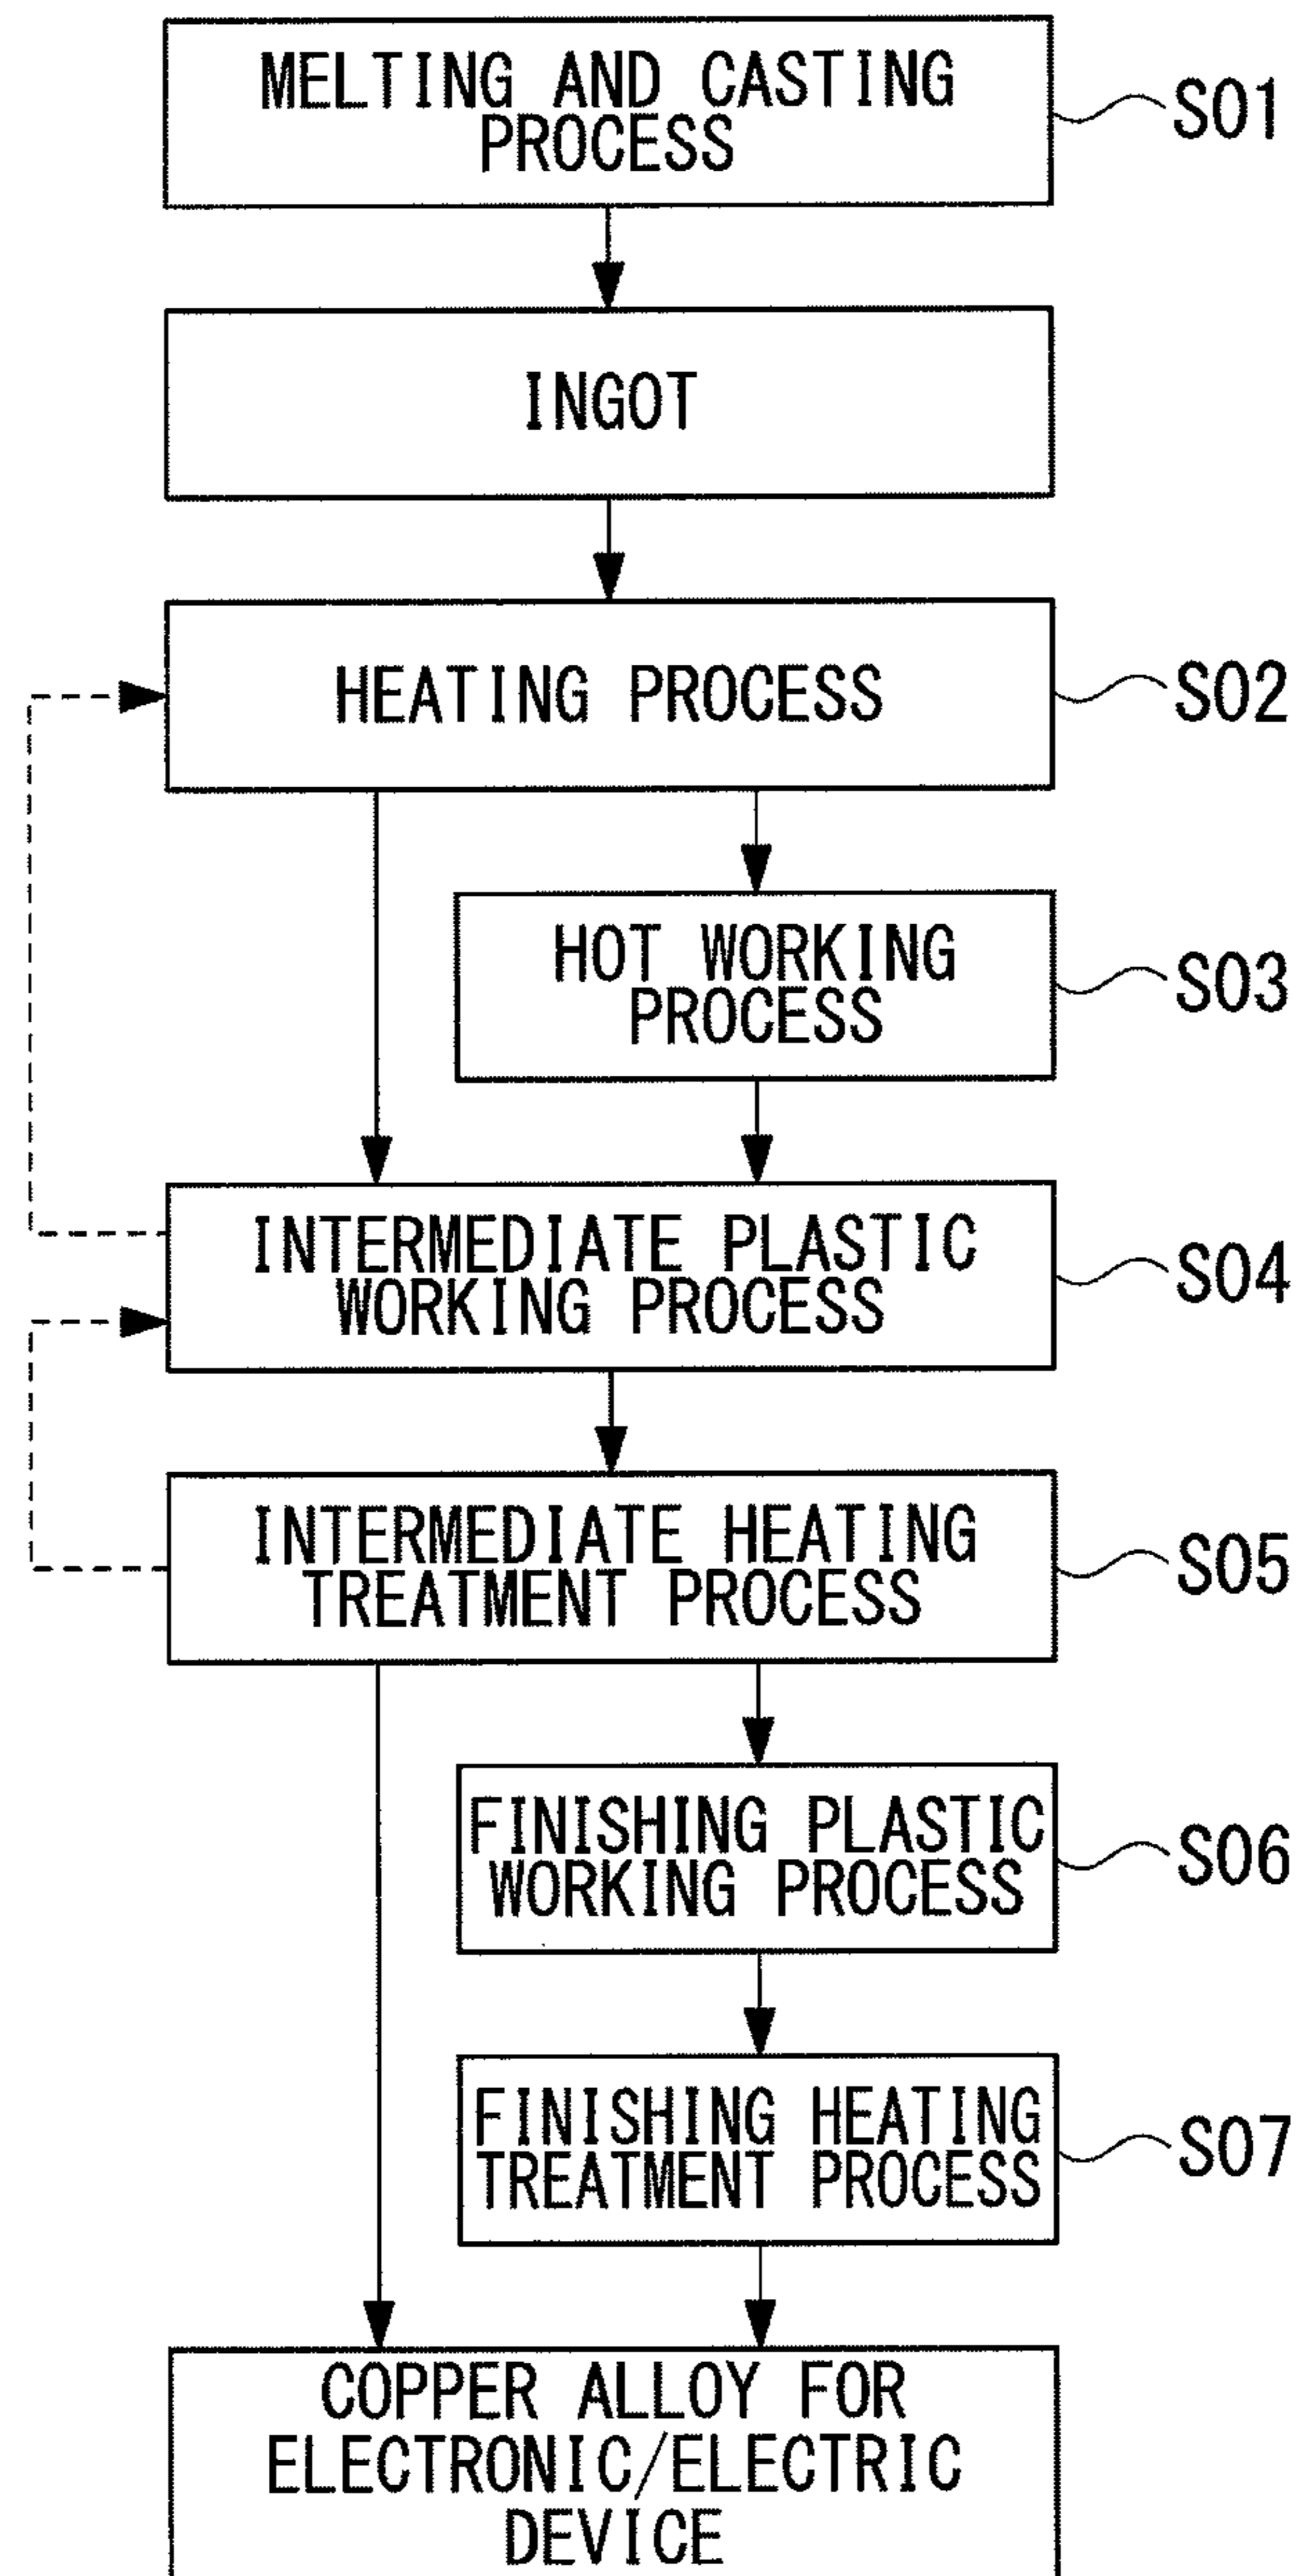 MELTING AND CASTING
PROCESS
S01
INGOT
HEATING PROCESS
S02
HOT WORKING
PROCESS
S03
INTERMEDIATE PLASTIC
WORKING PROCESS
S04
INTERMEDIATE HEATING
TREATMENT PROCESS
S05
FINISHING PLASTIC
WORKING PROCESS
S06
FINISHING HEATING
TREATMENT PROCESS
S07
COPPER ALLOY FOR
ELECTRONIC/ELECTRIC
DEVICE